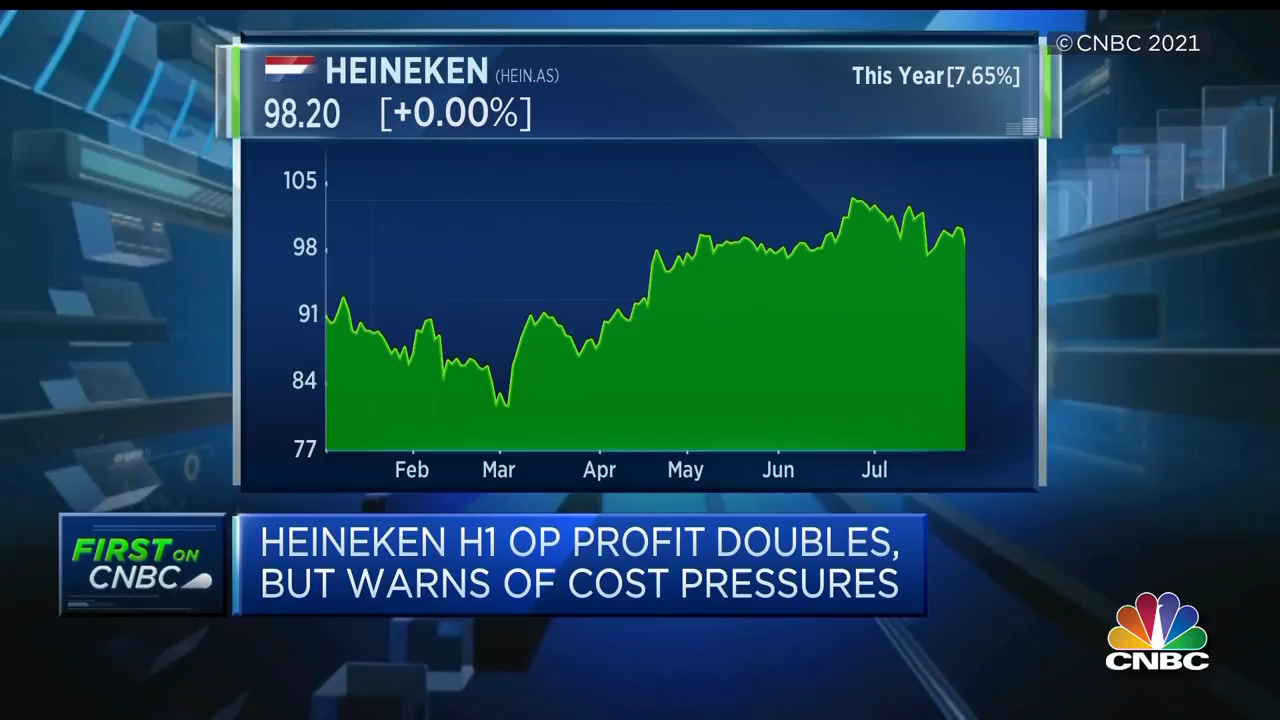 © CNBC 2021
HEINEKEN (HEIN.AS)
This Year [7.65%]
98.20 [+0.00%]
105
98
91
84
77
Feb Mar Apr May Jun Jul
FIRST ON
CNBC
HEINEKEN H1 OP PROFIT DOUBLES,
BUT WARNS OF COST PRESSURES
CNBC